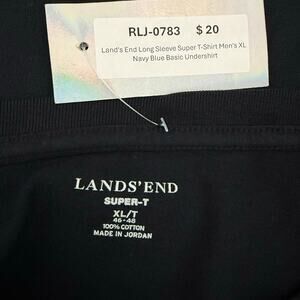 RLJ-0783 $20
Land's End Long Sleeve Super T-Shirt Men's XL
Navy Blue Basic Undershirt
LANDS' END
SUPER-T
XL/T
46-48
100% COTTON
MADE IN JORDAN